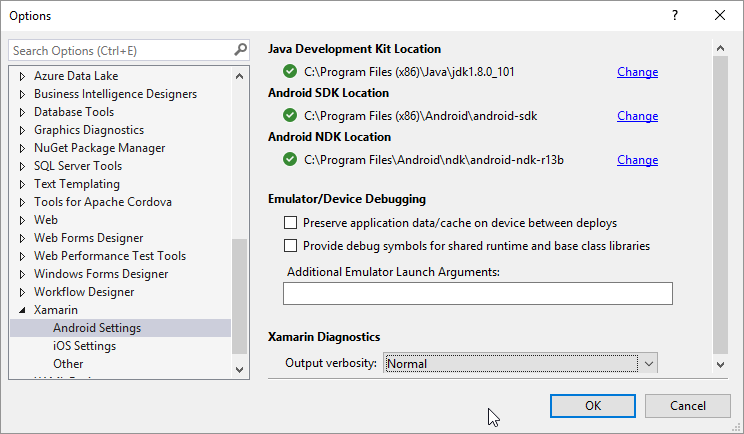 Options
Search Options (Ctrl+E)
Azure Data Lake
Business Intelligence Designers
Database Tools
Graphics Diagnostics
NuGet Package Manager
SQL Server Tools
Text Templating
Tools for Apache Cordova
Web
Web Forms Designer
Web Performance Test Tools
Windows Forms Designer
Workflow Designer
Xamarin
Android Settings
iOS Settings
Other
Java Development Kit Location
C:\Program Files (x86)\Java\jdk1.8.0_101 Change
Android SDK Location
C:\Program Files (x86)\Android\android-sdk Change
Android NDK Location
C:\Program Files\Android\ndk\android-ndk-r13b Change
Emulator/Device Debugging
Preserve application data/cache on device between deploys
Provide debug symbols for shared runtime and base class libraries
Additional Emulator Launch Arguments:
Xamarin Diagnostics
Output verbosity: Normal
OK Cancel